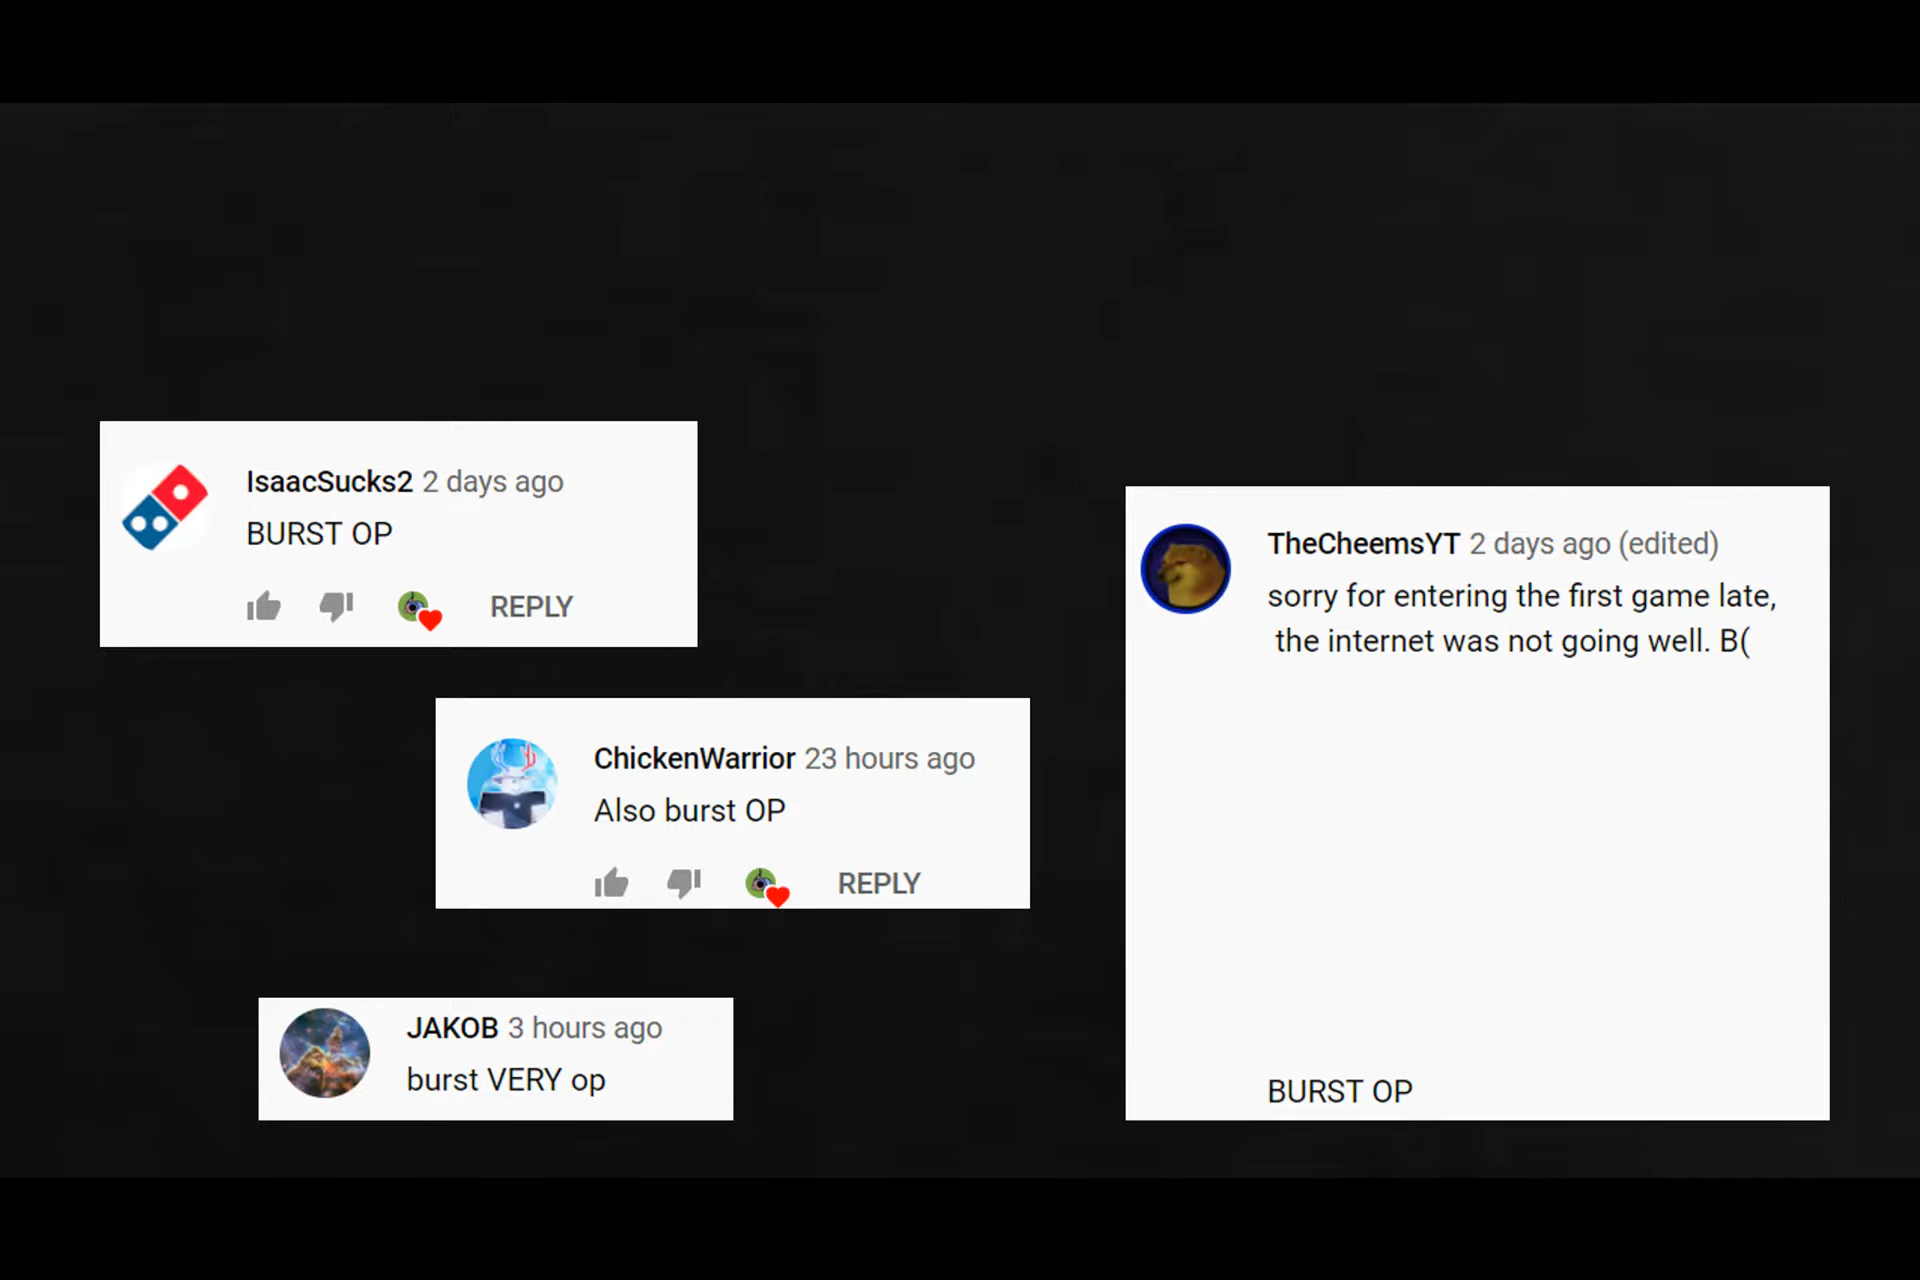 IsaacSucks2 2 days ago
BURST OP
REPLY
ChickenWarrior 23 hours ago
Also burst OP
REPLY
JAKOB 3 hours ago
burst VERY op
TheCheemsYT 2 days ago (edited)
sorry for entering the first game late,
the internet was not going well. B(
BURST OP